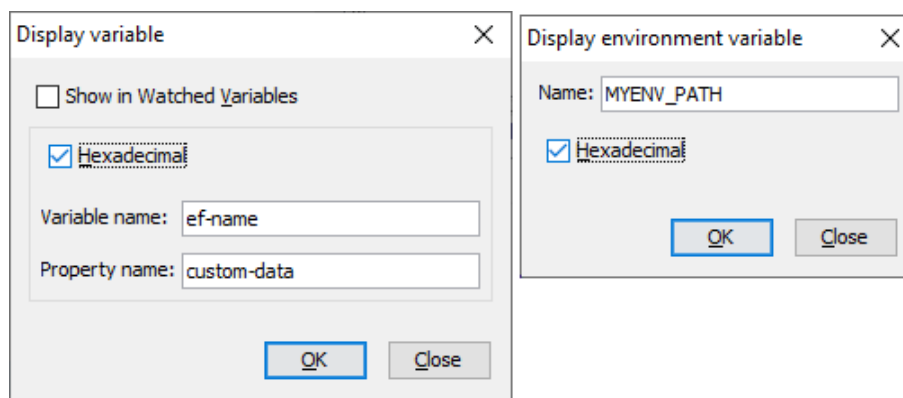 Display variable
Show in Watched Variables
Hexadecimal
Variable name: ef-name
Property name: custom-data
OK Close
Display environment variable
Name: MYENV_PATH
Hexadecimal
OK Close